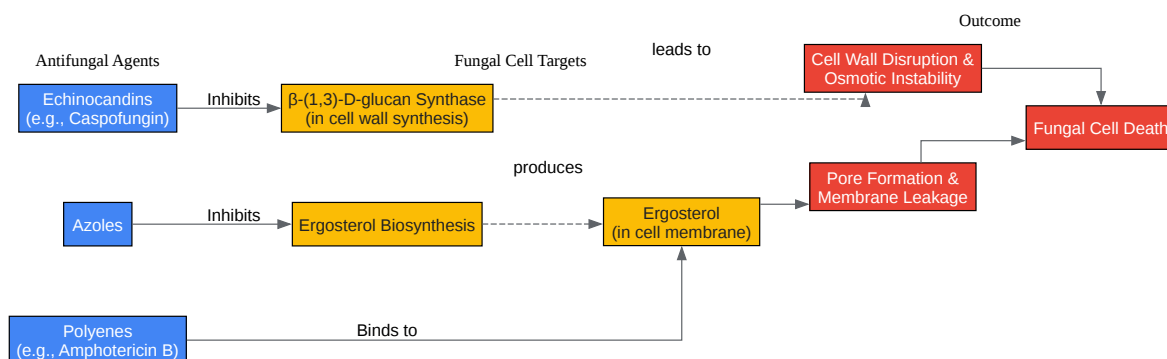 Outcome
leads to
Antifungal Agents
Fungal Cell Targets
Cell Wall Disruption &
Osmotic Instability
Echinocandins
(e.g., Caspofungin)
Inhibits
β-(1,3)-D-glucan Synthase
(in cell wall synthesis)
Fungal Cell Death
produces
Pore Formation &
Membrane Leakage
Azoles
Inhibits
Ergosterol Biosynthesis
Ergosterol
(in cell membrane)
Polyenes
(e.g., Amphotericin B)
Binds to